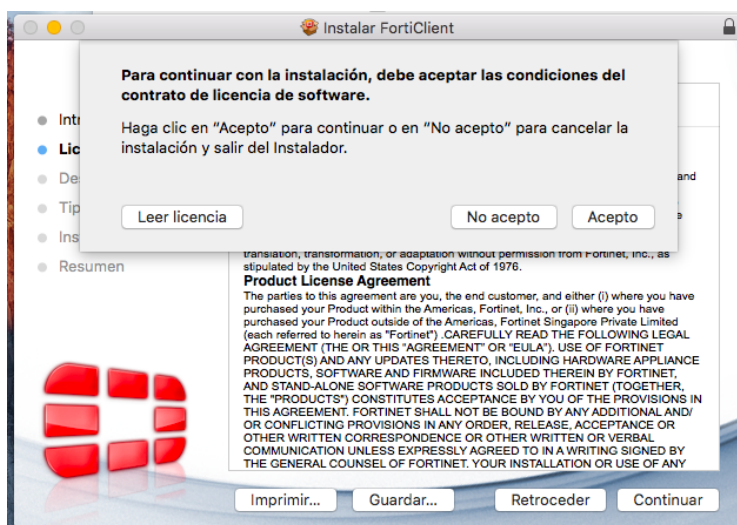 Instalar FortiClient
Para continuar con la instalación, debe aceptar las condiciones del
contrato de licencia de software.
Haga clic en “Acepto” para continuar o en “No acepto” para cancelar la
instalación y salir del Instalador.
Leer licencia
No acepto
Acepto
Lic
Tip
Ins
Resumen
and
translation, transformation, or adaptation without permission from Fortinet, Inc., as
stipulated by the United States Copyright Act of 1976.
Product License Agreement
The parties to this agreement are you, the end customer, and either (i) where you have
purchased your Product within the Americas, Fortinet, Inc., or (ii) where you have
purchased your Product outside of the Americas, Fortinet Singapore Private Limited
(each referred to herein as "Fortinet") .CAREFULLY READ THE FOLLOWING LEGAL
AGREEMENT (THE OR THIS "AGREEMENT" OR "EULA"). USE OF FORTINET
PRODUCT(S) AND ANY UPDATES THERETO, INCLUDING HARDWARE APPLIANCE
PRODUCTS, SOFTWARE AND FIRMWARE INCLUDED THEREIN BY FORTINET,
AND STAND-ALONE SOFTWARE PRODUCTS SOLD BY FORTINET (TOGETHER,
THE "PRODUCTS") CONSTITUTES ACCEPTANCE BY YOU OF THE PROVISIONS IN
THIS AGREEMENT. FORTINET SHALL NOT BE BOUND BY ANY ADDITIONAL AND/
OR CONFLICTING PROVISIONS IN ANY ORDER, RELEASE, ACCEPTANCE OR
OTHER WRITTEN CORRESPONDENCE OR OTHER WRITTEN OR VERBAL
COMMUNICATION UNLESS EXPRESSLY AGREED TO IN A WRITING SIGNED BY
THE GENERAL COUNSEL OF FORTINET. YOUR INSTALLATION OR USE OF ANY
Imprimir...
Guardar...
Retroceder
Continuar